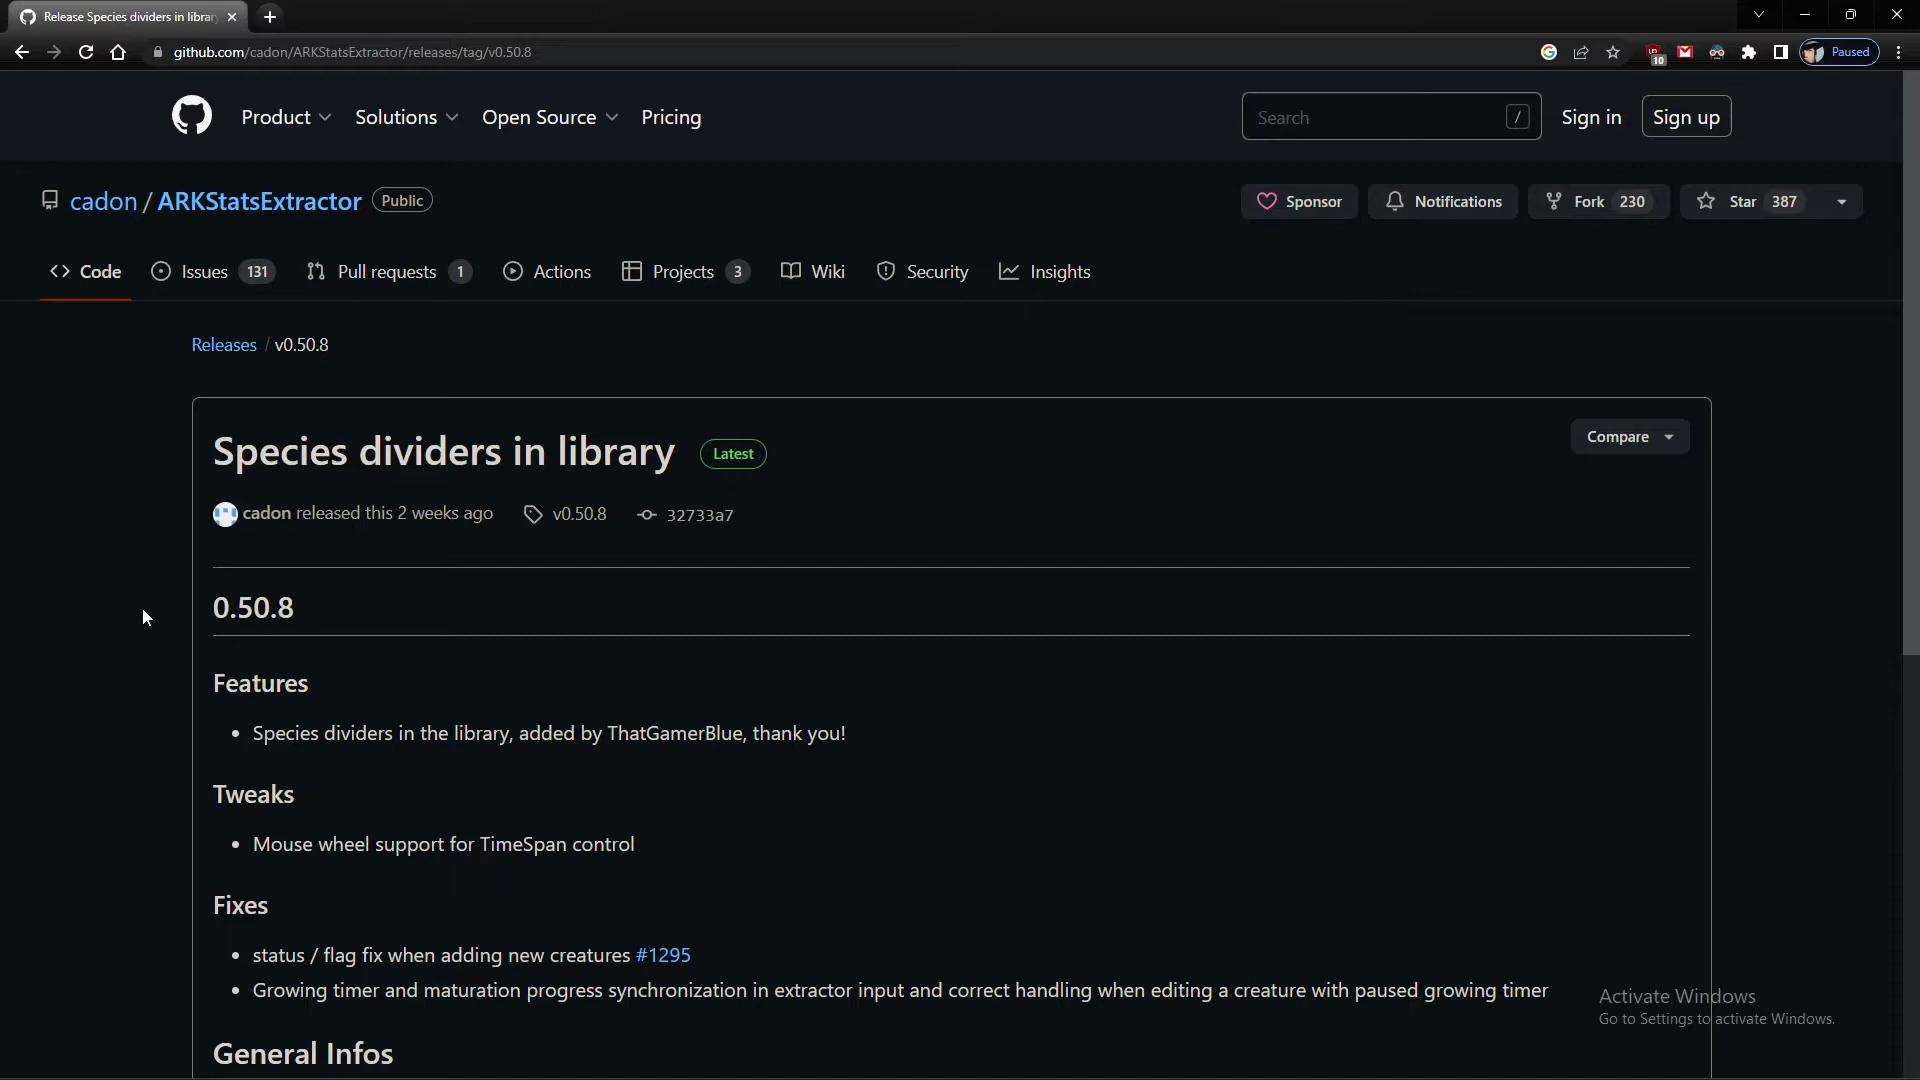 Release Species dividers in librar
github.com/cadon/ARKStatsExtractor/releases/tag/v0.50.8
10
Paused
Product
Solutions
Open Source
Pricing
Search
/
Sign in
Sign up
cadon / ARKStatsExtractor
Public
Sponsor
Notifications
Fork 230
Star 387
Code
Issues 131
Pull requests 1
Actions
Projects 3
Wiki
Security
Insights
Releases / v0.50.8
Species dividers in library
Latest
Compare
cadon released this 2 weeks ago
v0.50.8
32733a7
0.50.8
Features
• Species dividers in the library, added by ThatGamerBlue, thank you!
Tweaks
• Mouse wheel support for TimeSpan control
Fixes
• status / flag fix when adding new creatures #1295
• Growing timer and maturation progress synchronization in extractor input and correct handling when editing a creature with paused growing timer
General Infos
Activate Windows
Go to Settings to activate Windows.